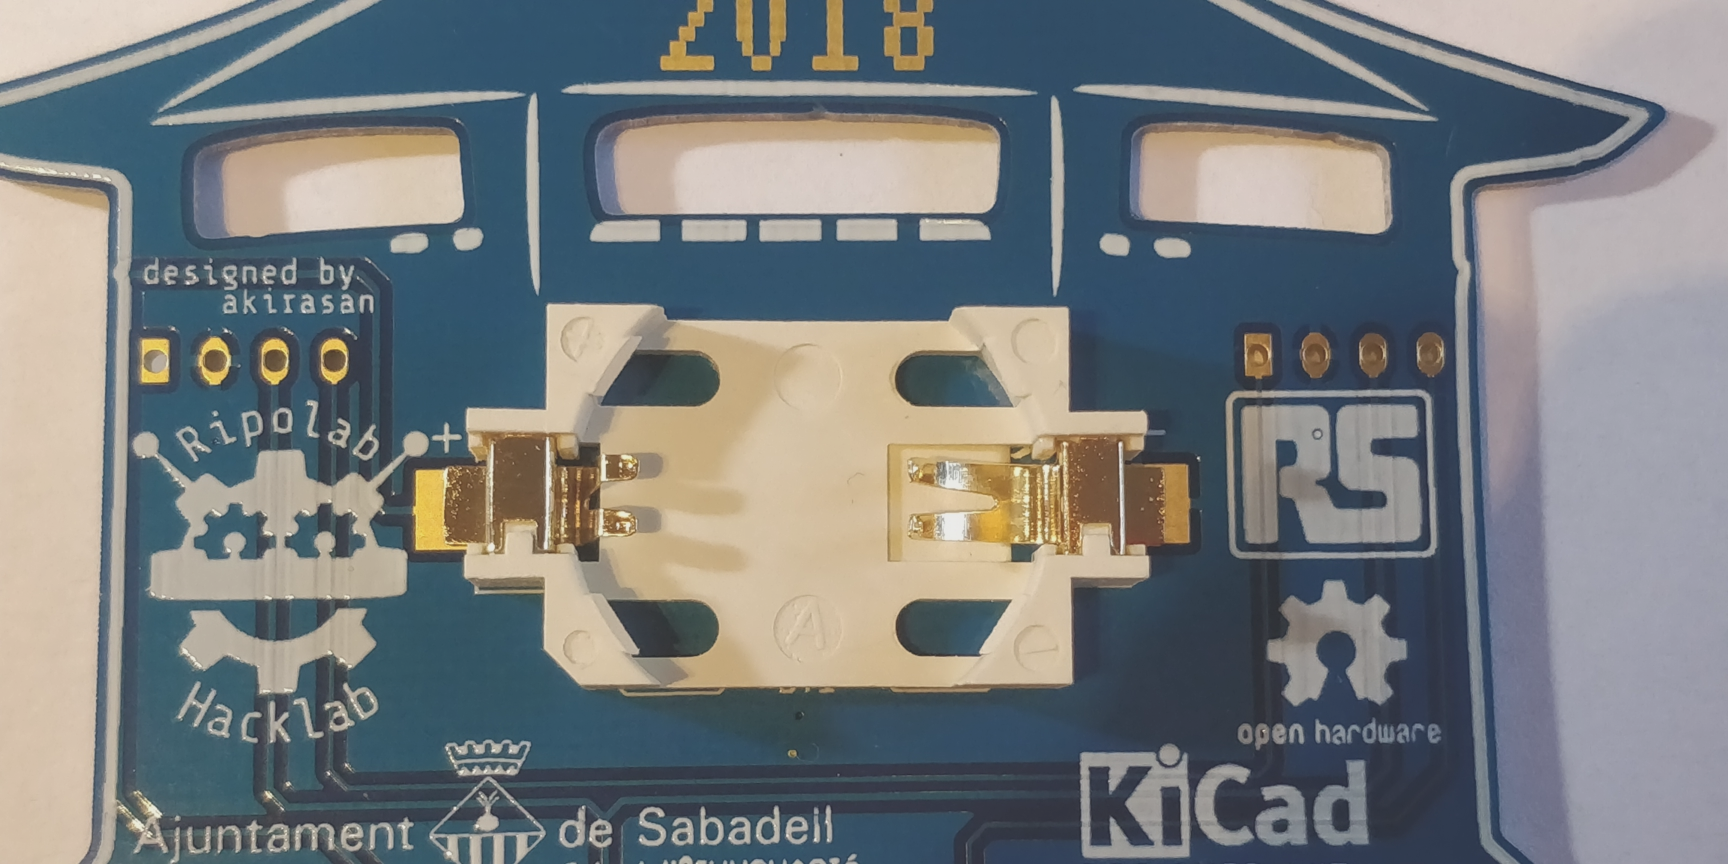 2018
designed by
akirasan
Ripolab
+
-
RS
A
Hacklab
open hardware
KiCad
Ajuntament de Sabadell